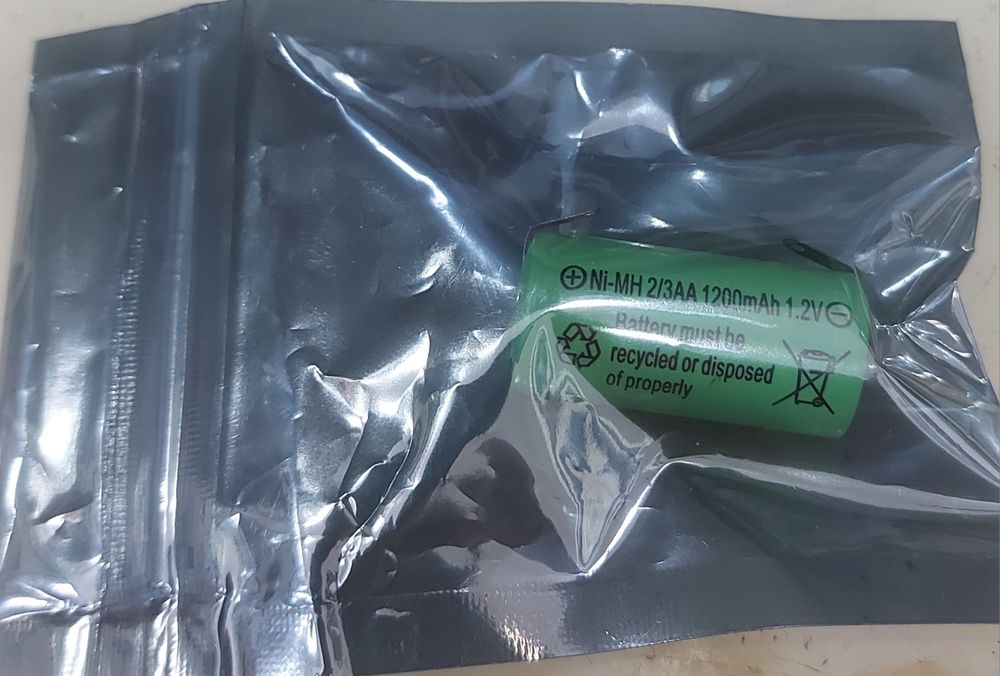 ⊕Ni-MH 2/3AA 1200mAh 1.2V⊖
Battery must be
recycled or disposed
of properly